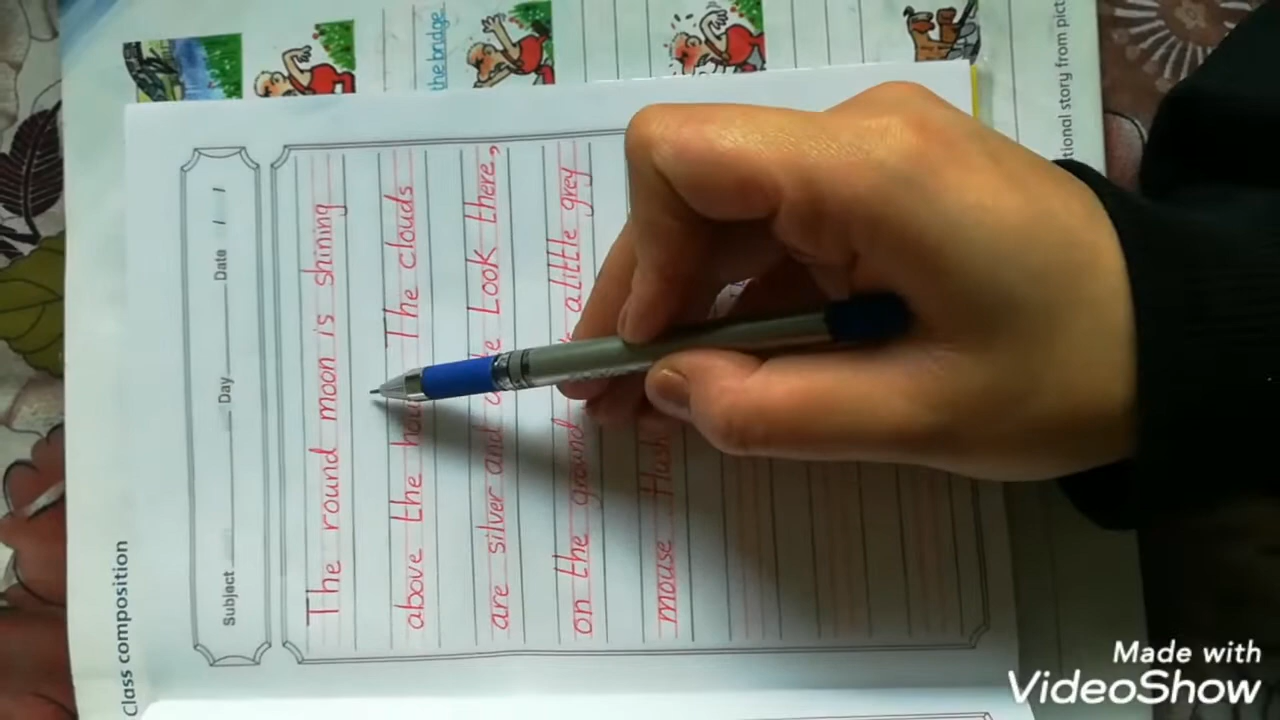 Class composition
Subject Day Date / /
The round moon is shining
above the The clouds
are silver and Look there,
on the ground a little grey
mouse
the bridge
tional story from pict
Made with
VideoShow